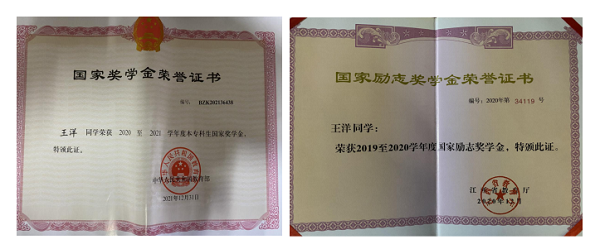 国家奖学金荣誉证书
王洋 同学荣获 2020 至 2021 学年度本专科生国家奖学金。
特颁此证。
2021年12月31日
国家励志奖学金荣誉证书
编号：2020年第 34119 号
王洋同学：
荣获2019至2020学年度国家励志奖学金，特颁此证。